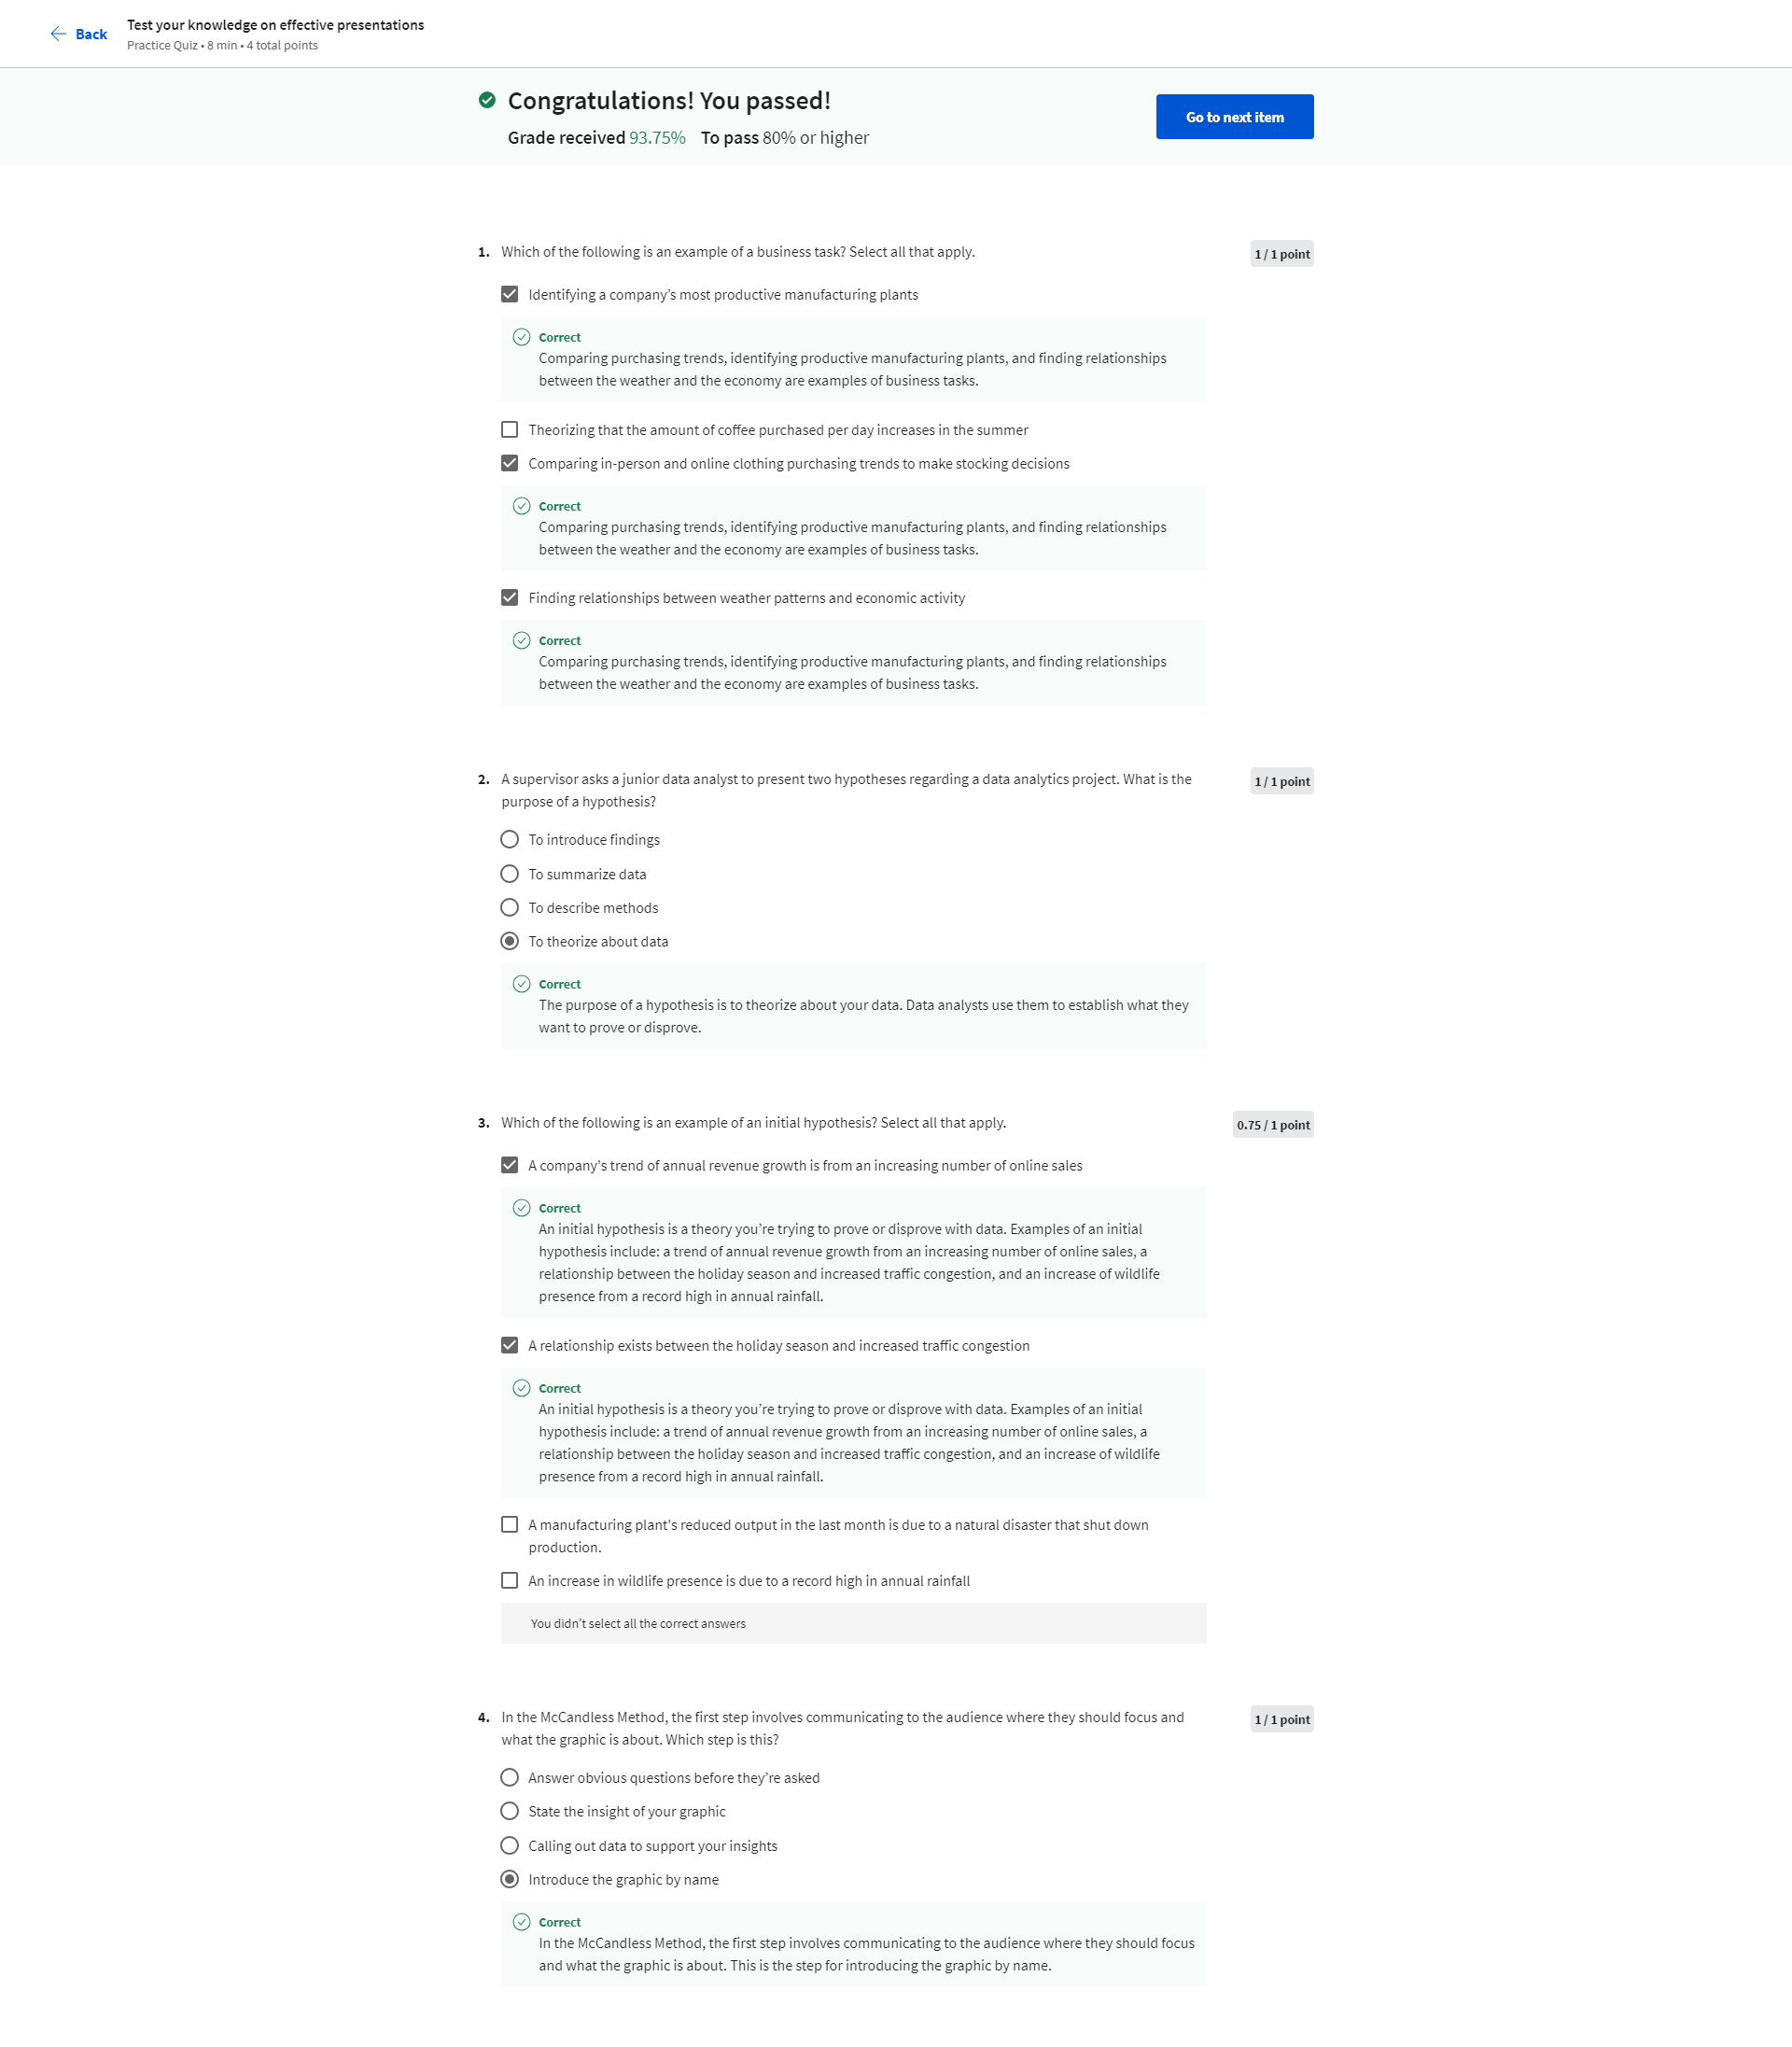 Back
Test your knowledge on effective presentations
Practice Quiz • 8 min • 4 total points
Congratulations! You passed!
Grade received 93.75% To pass 80% or higher
Go to next item
1. Which of the following is an example of a business task? Select all that apply.
1 / 1 point
Identifying a company’s most productive manufacturing plants
Correct
Comparing purchasing trends, identifying productive manufacturing plants, and finding relationships
between the weather and the economy are examples of business tasks.
Theorizing that the amount of coffee purchased per day increases in the summer
Comparing in-person and online clothing purchasing trends to make stocking decisions
Correct
Comparing purchasing trends, identifying productive manufacturing plants, and finding relationships
between the weather and the economy are examples of business tasks.
Finding relationships between weather patterns and economic activity
Correct
Comparing purchasing trends, identifying productive manufacturing plants, and finding relationships
between the weather and the economy are examples of business tasks.
2. A supervisor asks a junior data analyst to present two hypotheses regarding a data analytics project. What is the
purpose of a hypothesis?
1 / 1 point
To introduce findings
To summarize data
To describe methods
To theorize about data
Correct
The purpose of a hypothesis is to theorize about your data. Data analysts use them to establish what they
want to prove or disprove.
3. Which of the following is an example of an initial hypothesis? Select all that apply.
0.75 / 1 point
A company's trend of annual revenue growth is from an increasing number of online sales
Correct
An initial hypothesis is a theory you’re trying to prove or disprove with data. Examples of an initial
hypothesis include: a trend of annual revenue growth from an increasing number of online sales, a
relationship between the holiday season and increased traffic congestion, and an increase of wildlife
presence from a record high in annual rainfall.
A relationship exists between the holiday season and increased traffic congestion
Correct
An initial hypothesis is a theory you’re trying to prove or disprove with data. Examples of an initial
hypothesis include: a trend of annual revenue growth from an increasing number of online sales, a
relationship between the holiday season and increased traffic congestion, and an increase of wildlife
presence from a record high in annual rainfall.
A manufacturing plant's reduced output in the last month is due to a natural disaster that shut down
production.
An increase in wildlife presence is due to a record high in annual rainfall
You didn’t select all the correct answers
4. In the McCandless Method, the first step involves communicating to the audience where they should focus and
what the graphic is about. Which step is this?
1 / 1 point
Answer obvious questions before they’re asked
State the insight of your graphic
Calling out data to support your insights
Introduce the graphic by name
Correct
In the McCandless Method, the first step involves communicating to the audience where they should focus
and what the graphic is about. This is the step for introducing the graphic by name.